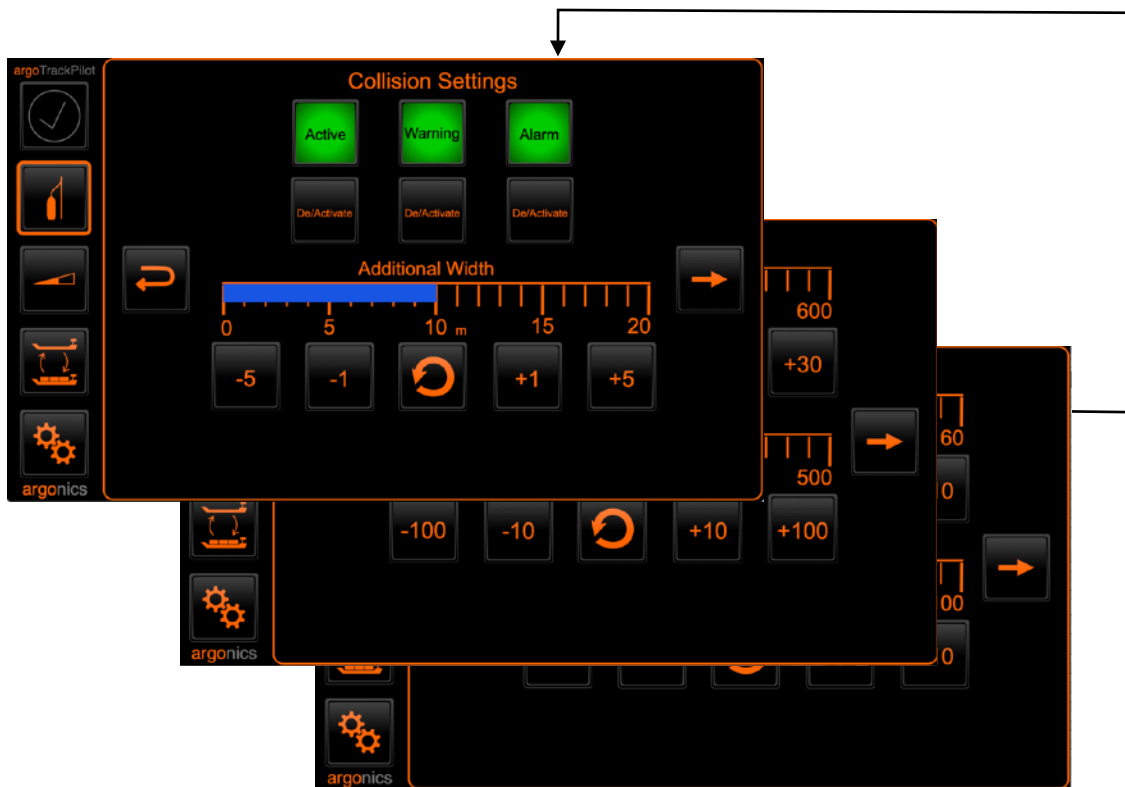 argoTrackPilot
Collision Settings
Active Warning Alarm
De/Activate De/Activate De/Activate
Additional Width
0 5 10 m 15 20
-5 -1 +1 +5
argonics
600
+30
500
-100 -10 +10 +100
argonics
60
0
00
0
argonics